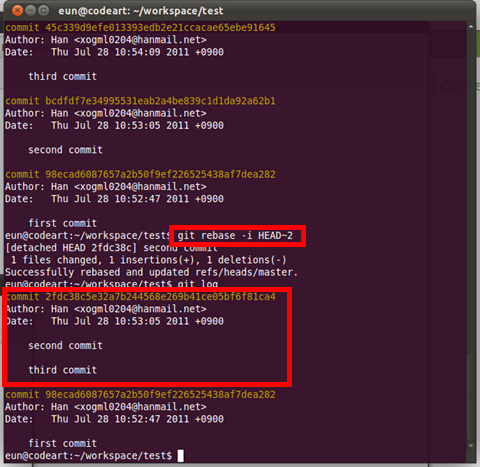 eun@codeart: ~/workspace/test
commit 45c339d9efe013393edb2e21ccacae65ebe91645
Author: Han <xogml0204@hanmail.net>
Date:   Thu Jul 28 10:54:09 2011 +0900
third commit
commit bcdfdf7e34995531eab2a4be839c1d1da92a62b1
Author: Han <xogml0204@hanmail.net>
Date:   Thu Jul 28 10:53:05 2011 +0900
second commit
commit 98ecad6087657a2b50f9ef226525438af7dea282
Author: Han <xogml0204@hanmail.net>
Date:   Thu Jul 28 10:52:47 2011 +0900
first commit
eun@codeart:~/workspace/test$ git rebase -i HEAD~2
[detached HEAD 2fdc38c] second commit
1 files changed, 1 insertions(+), 1 deletions(-)
Successfully rebased and updated refs/heads/master.
eun@codeart:~/workspace/test$ git log
commit 2fdc38c5e32a7b244568e269b41ce05bf6f81ca4
Author: Han <xogml0204@hanmail.net>
Date:   Thu Jul 28 10:53:05 2011 +0900
second commit
third commit
commit 98ecad6087657a2b50f9ef226525438af7dea282
Author: Han <xogml0204@hanmail.net>
Date:   Thu Jul 28 10:52:47 2011 +0900
first commit
eun@codeart:~/workspace/test$